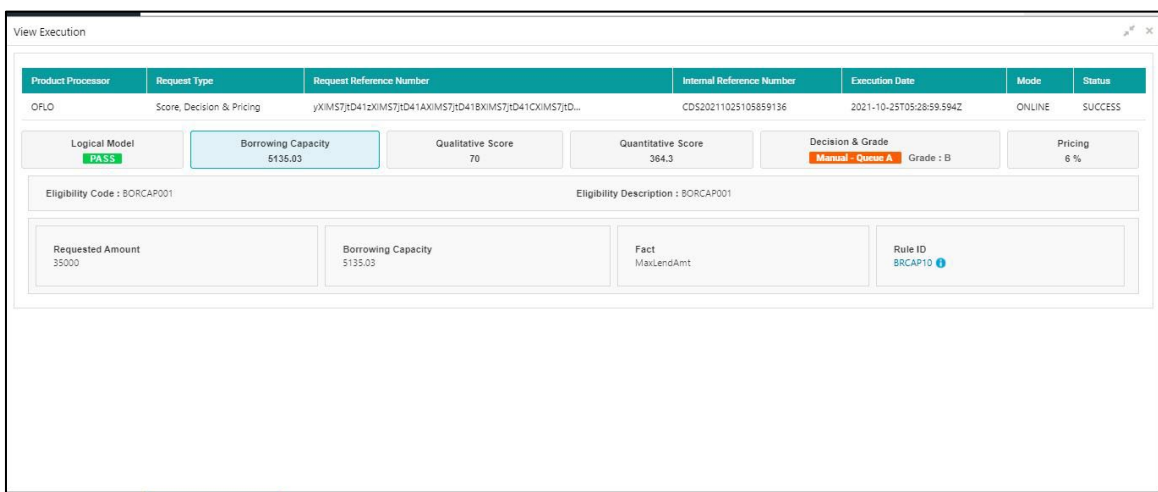 View Execution
Product Processor Request Type Request Reference Number Internal Reference Number Execution Date Mode Status
OFLO Score, Decision & Pricing yXIMS7JtD41zXIMS7JtD41AXIMS7JtD41BXIMS7JtD41CXIMS7JtD... CDS20211025105859136 2021-10-25T05:28:59.594Z ONLINE SUCCESS
Logical Model Borrowing Capacity Qualitative Score Quantitative Score Decision & Grade Pricing
PASS 5135.03 70 364.3 Manual - Queue A Grade : B 6 %
Eligibility Code : BORCAP001 Eligibility Description : BORCAP001
Requested Amount Borrowing Capacity Fact Rule ID
35000 5135.03 MaxLendAmt BRCAP10